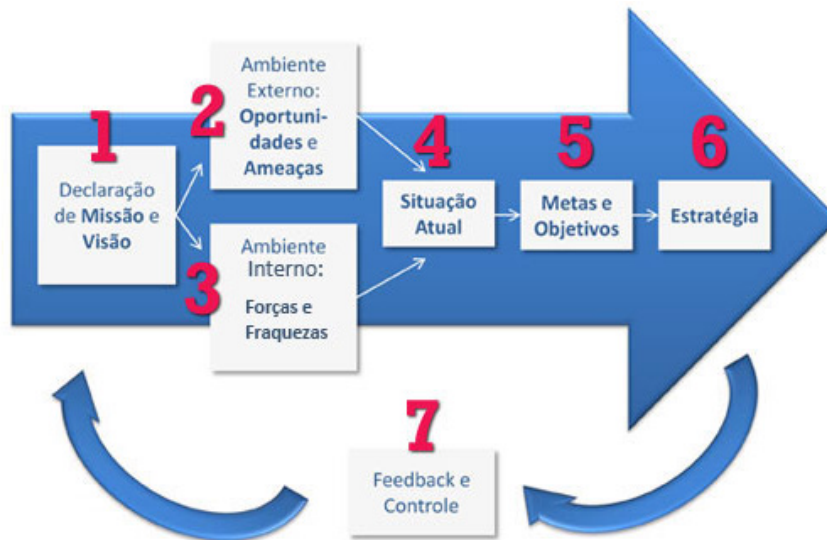 1
Declaração
de Missão e
Visão
2
Ambiente
Externo:
Oportuni-
dades e
Ameaças
3
Ambiente
Interno:
Forças e
Fraquezas
4
Situação
Atual
5
Metas e
Objetivos
6
Estratégia
7
Feedback e
Controle